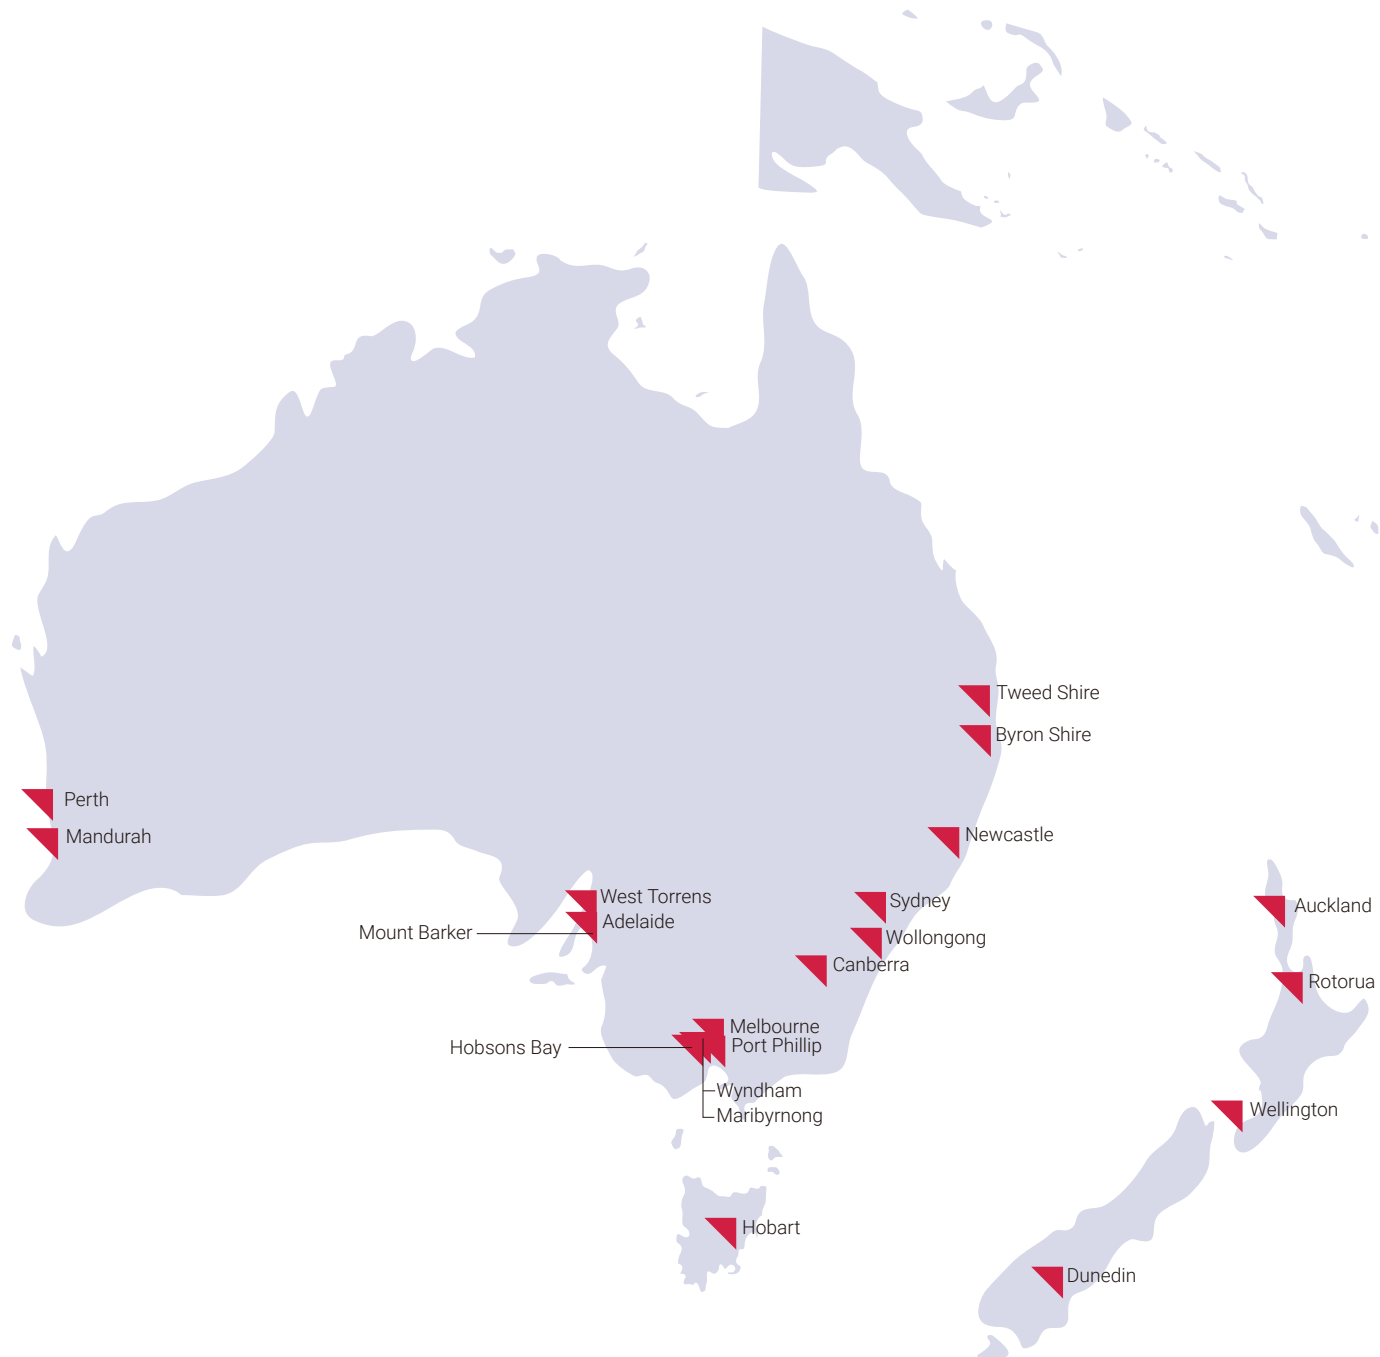 Tweed Shire
Byron Shire
Perth
Mandurah
Newcastle
West Torrens
Sydney
Auckland
Adelaide
Mount Barker
Wollongong
Canberra
Rotorua
Melbourne
Port Phillip
Hobsons Bay
Wyndham
Wellington
Maribyrnong
Hobart
Dunedin